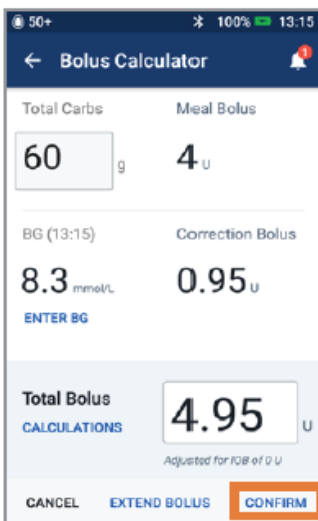 50+ 100% 13:15
Bolus Calculator
1
Total Carbs Meal Bolus
60 g 4 U
BG (13:15) Correction Bolus
8.3 mmol/L 0.95 U
ENTER BG
Total Bolus
CALCULATIONS
4.95 U
Adjusted for IOB of 0 U
CANCEL EXTEND BOLUS CONFIRM